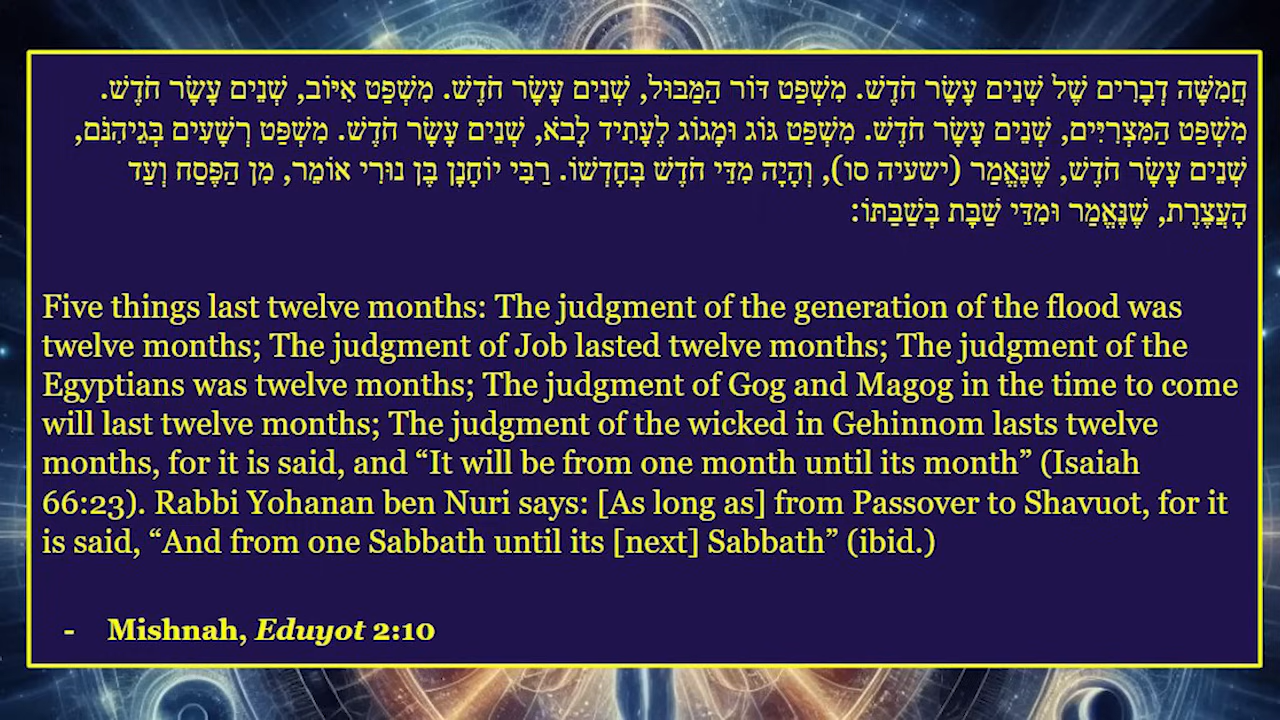 חֲמִשָּׁה דְבָרִים שֶׁל שְׁנֵים עָשָׂר חֹדֶשׁ. מִשְׁפַּט דּוֹר הַמַּבּוּל, שְׁנֵים עָשָׂר חֹדֶשׁ. מִשְׁפַּט אִיּוֹב, שְׁנֵים עָשָׂר חֹדֶשׁ.
מִשְׁפַּט הַמִּצְרִיִּים, שְׁנֵים עָשָׂר חֹדֶשׁ. מִשְׁפַּט גּוֹג וּמָגוֹג לֶעָתִיד לָבֹא, שְׁנֵים עָשָׂר חֹדֶשׁ. מִשְׁפַּט רְשָׁעִים בְּגֵיהִנֹּם,
שְׁנֵים עָשָׂר חֹדֶשׁ, שֶׁנֶּאֱמַר (ישעיה סו), וְהָיָה מִדֵּי חֹדֶשׁ בְּחָדְשׁוֹ. רַבִּי יוֹחָנָן בֶּן נוּרִי אוֹמֵר, מִן הַפֶּסַח וְעַד
הָעֲצֶרֶת, שֶׁנֶּאֱמַר וּמִדֵּי שַׁבָּת בְּשַׁבַּתּוֹ:
Five things last twelve months: The judgment of the generation of the flood was
twelve months; The judgment of Job lasted twelve months; The judgment of the
Egyptians was twelve months; The judgment of Gog and Magog in the time to come
will last twelve months; The judgment of the wicked in Gehinnom lasts twelve
months, for it is said, and “It will be from one month until its month” (Isaiah
66:23). Rabbi Yohanan ben Nuri says: [As long as] from Passover to Shavuot, for it
is said, “And from one Sabbath until its [next] Sabbath” (ibid.)
- Mishnah, Eduyot 2:10